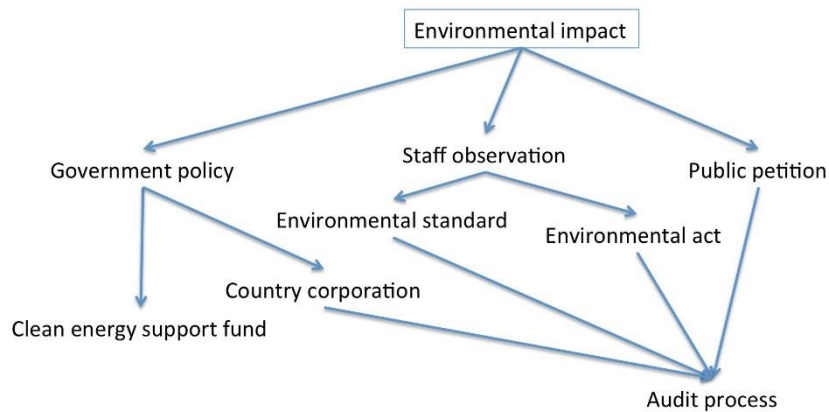 Environmental impact
Staff observation
Government policy
Public petition
Environmental standard
Environmental act
Country corporation
Clean energy support fund
Audit process